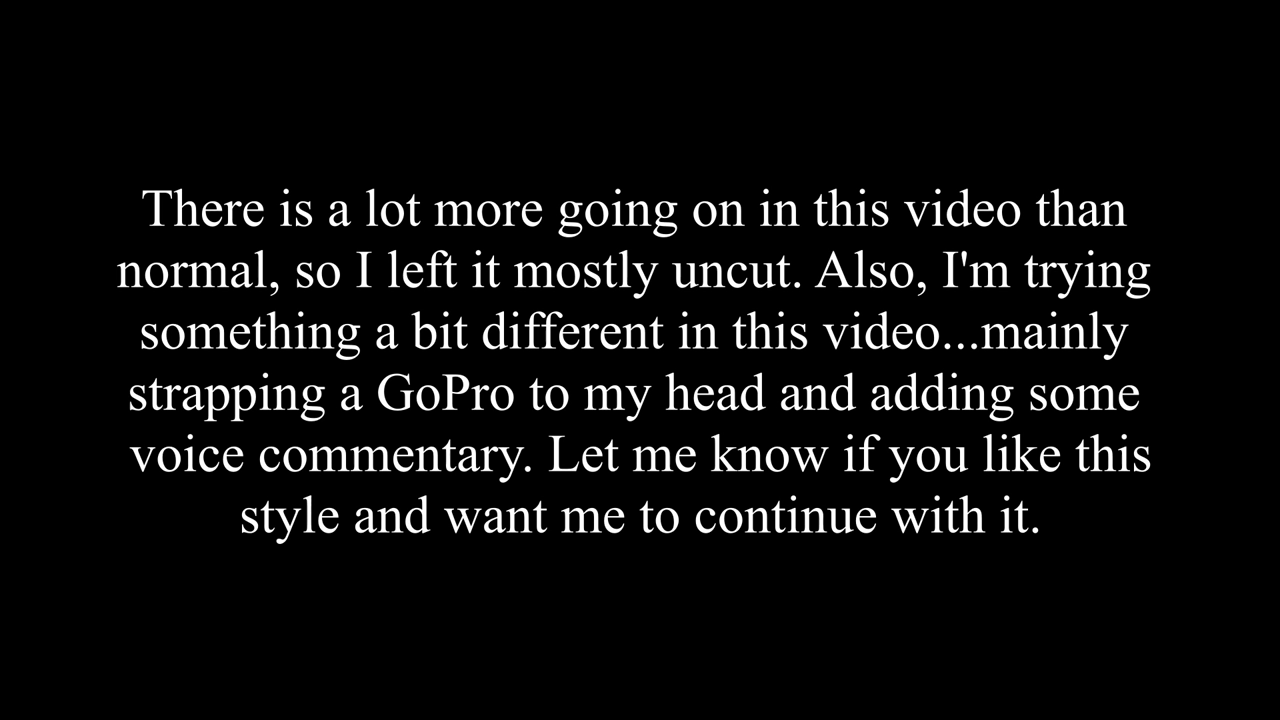 There is a lot more going on in this video than
normal, so I left it mostly uncut. Also, I'm trying
something a bit different in this video...mainly
strapping a GoPro to my head and adding some
voice commentary. Let me know if you like this
style and want me to continue with it.